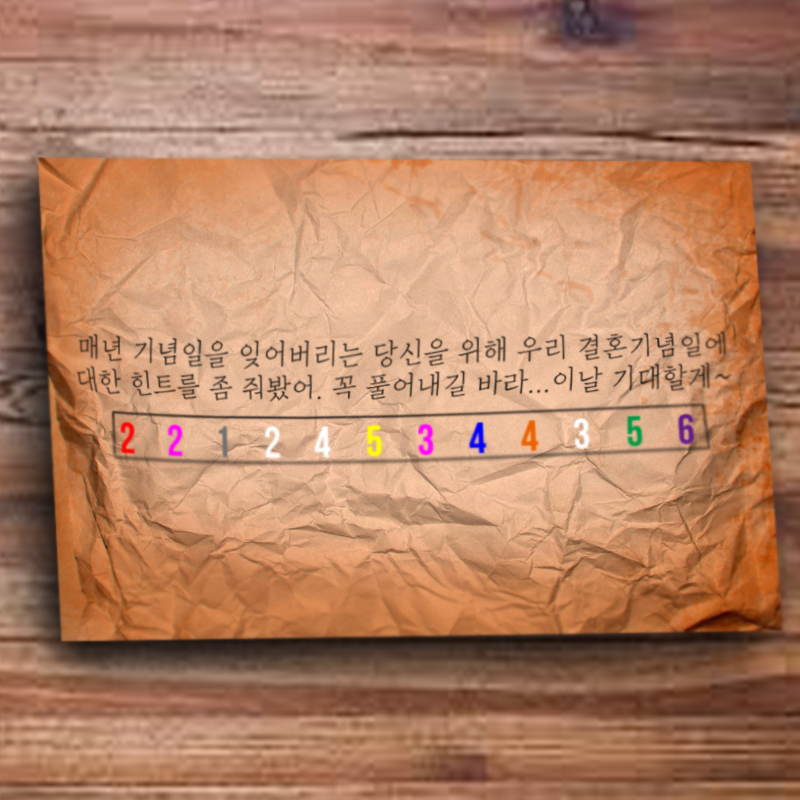 매년 기념일을 잊어버리는 당신을 위해 우리 결혼기념일에
대한 힌트를 좀 줘봤어. 꼭 풀어내길 바라...이날 기대할게~
2 2 1 2 4 5 3 4 4 3 5 6